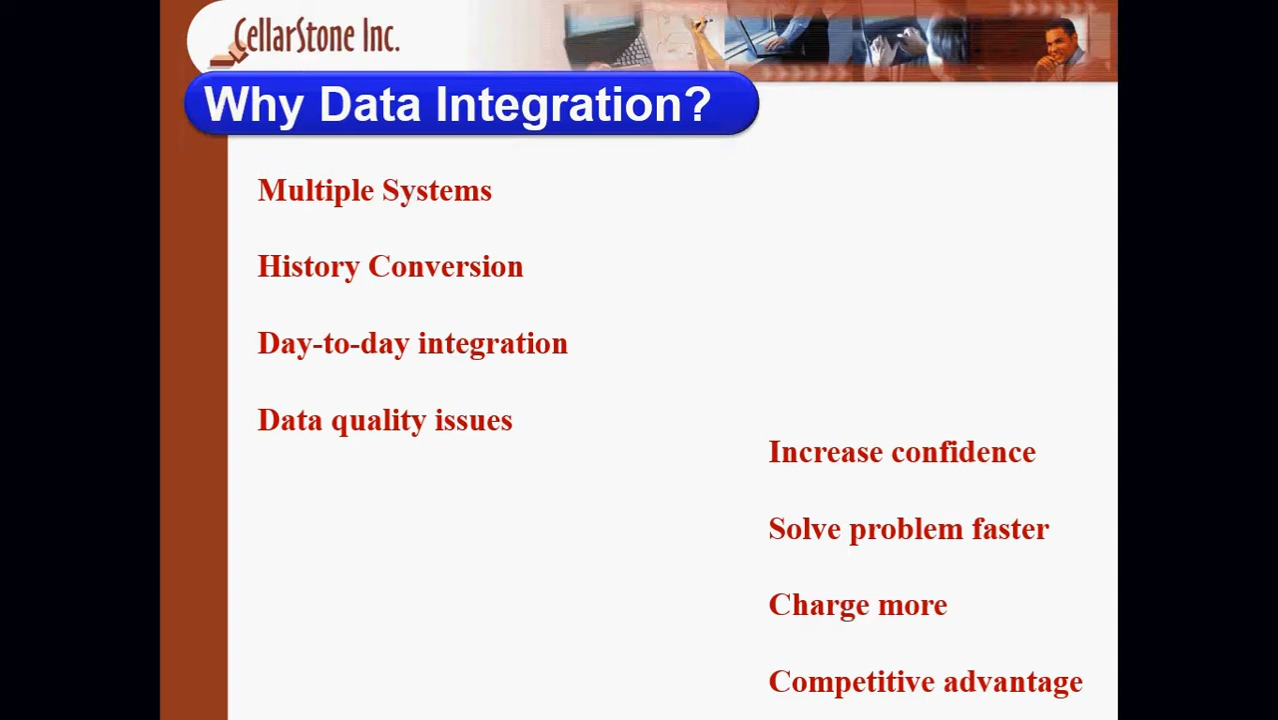 CellarStone Inc.
Why Data Integration?
Multiple Systems
History Conversion
Day-to-day integration
Data quality issues
Increase confidence
Solve problem faster
Charge more
Competitive advantage